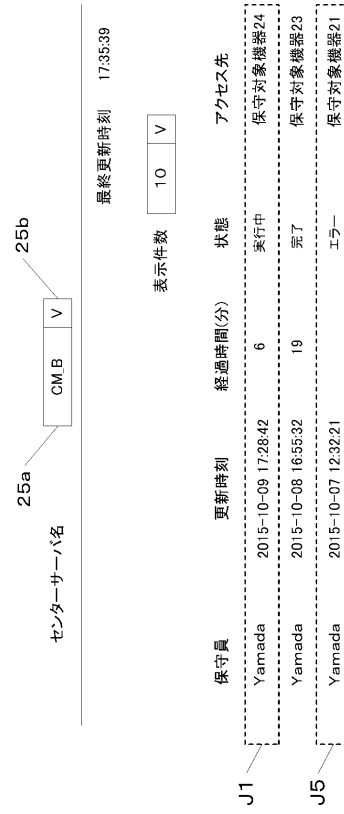 25a 25b
センターサーバ名 CM_B V
最終更新時刻 17:35:39
表示件数 10 V
保守員 更新時刻 経過時間(分) 状態 アクセス先
J1 Yamada 2015-10-09 17:28:42 6 実行中 保守対象機器24
Yamada 2015-10-08 16:55:32 19 完了 保守対象機器23
J5 Yamada 2015-10-07 12:32:21 エラー 保守対象機器21